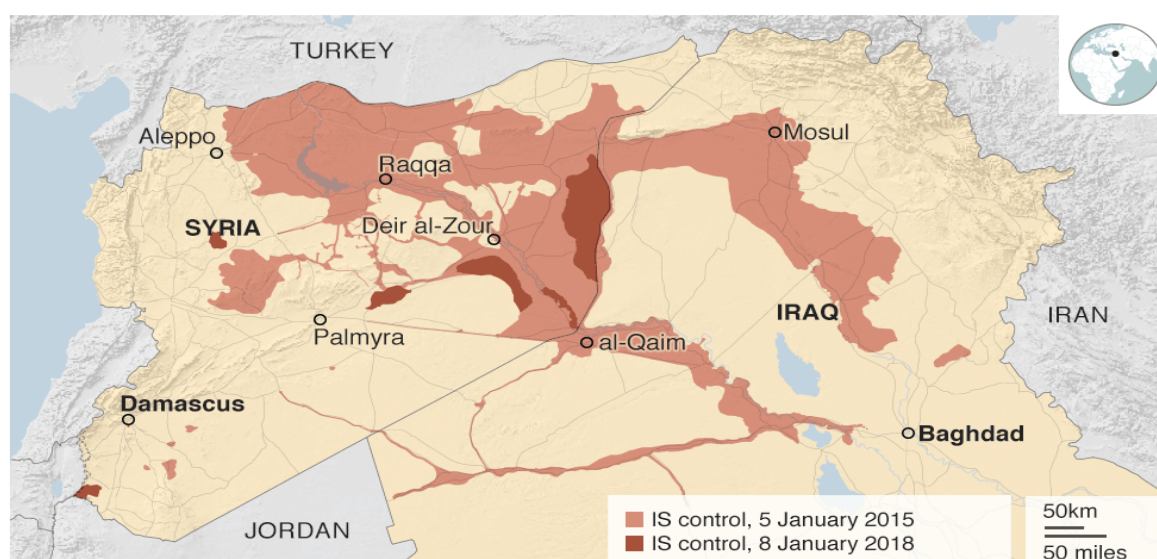 TURKEY
Aleppo
Mosul
Raqqa
SYRIA
Deir al-Zour
IRAQ
IRAN
Palmyra
al-Qaim
Damascus
Baghdad
JORDAN
IS control, 5 January 2015
IS control, 8 January 2018
50km
50 miles